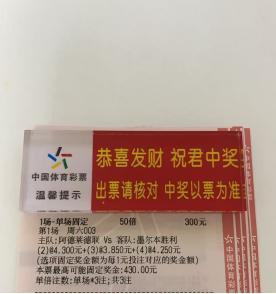 恭喜发财 祝君中奖
中国体育彩票
出票请核对 中奖以票为准
温馨提示
1场-单场固定 50倍 300元
第1场 周六003
主队:阿德莱德联 Vs 客队:墨尔本胜利
(2)@4.300元+(3)@3.850元+(4)@4.250元
(选项固定奖金额为每1元投注对应的奖金额)
本票最高可能固定奖金:430.00元
单倍注数:单场*3注;共3注